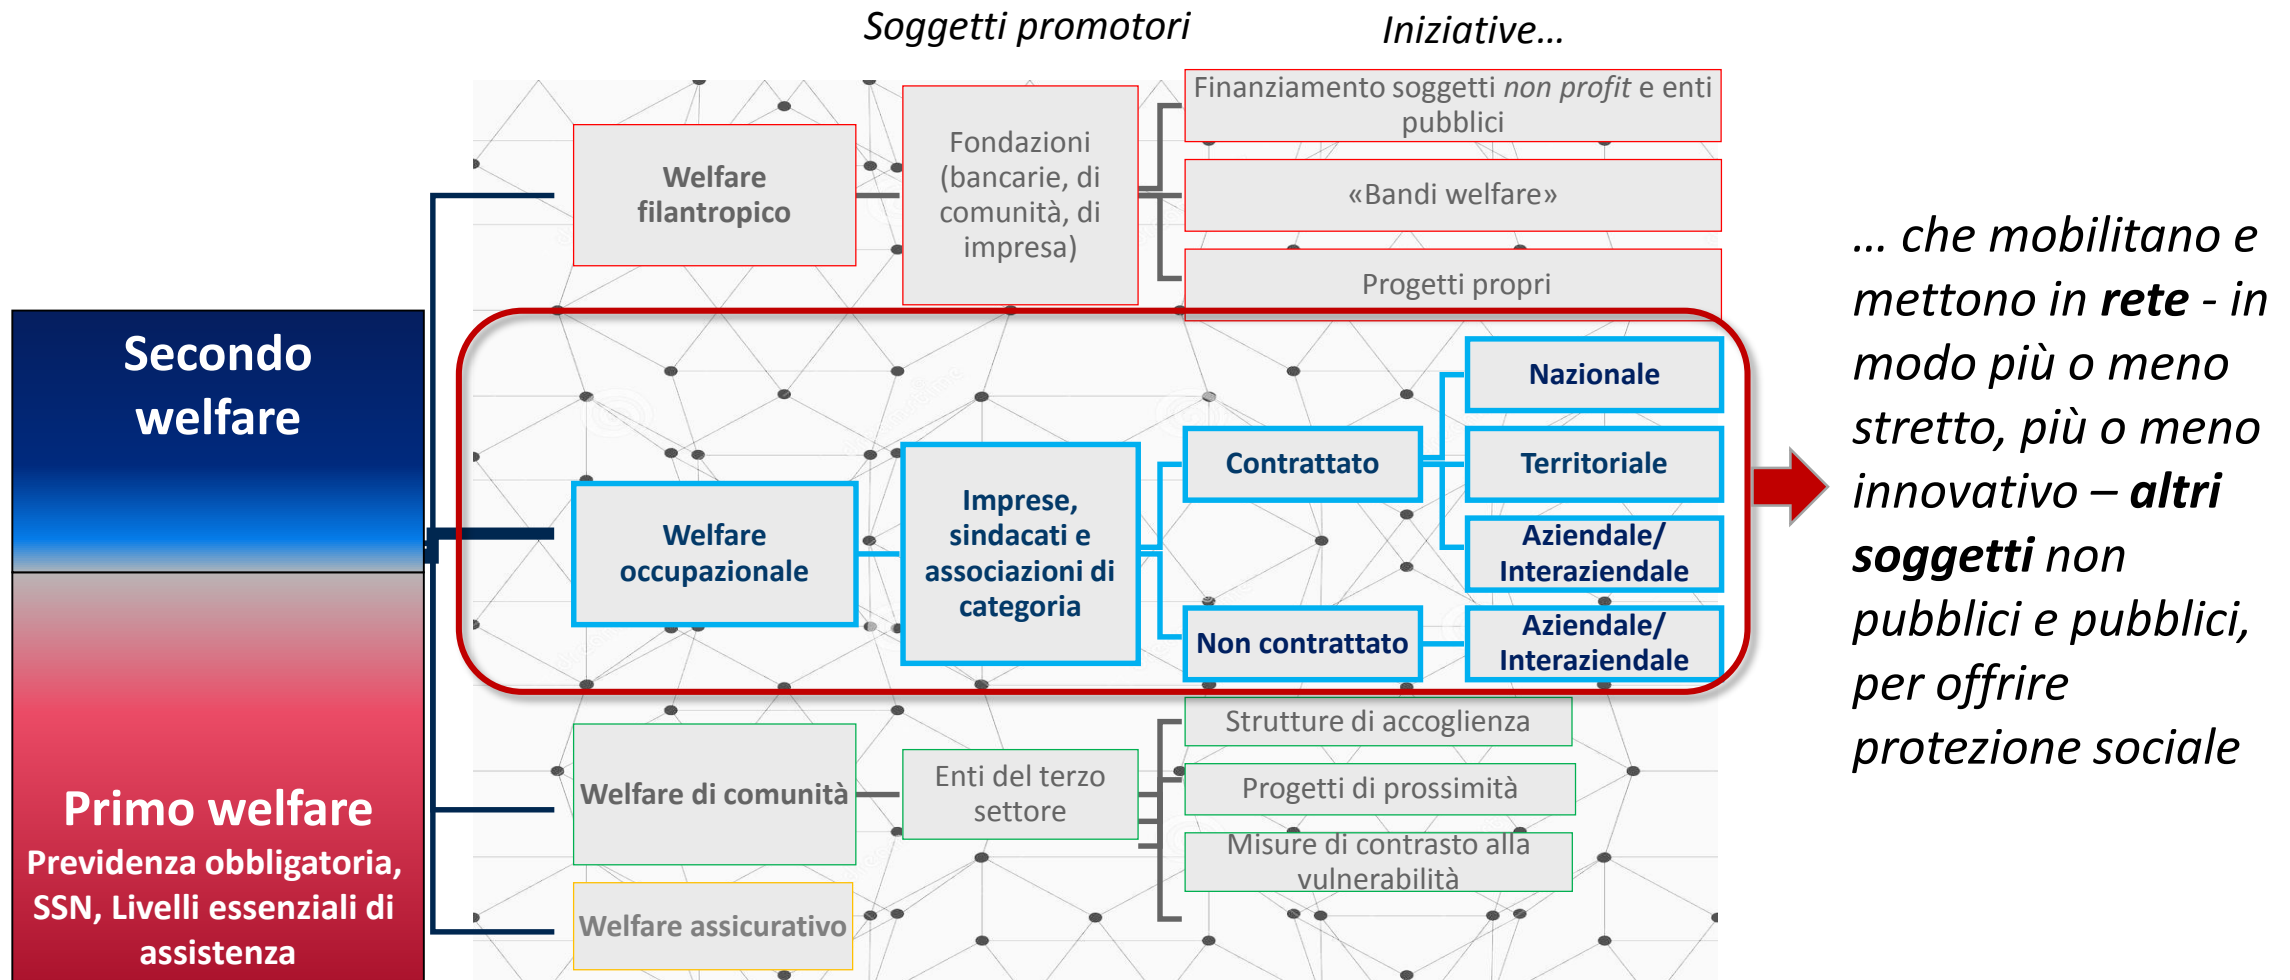 Soggetti promotori
Iniziative...
Secondo
welfare
Primo welfare
Previdenza obbligatoria,
SSN, Livelli essenziali di
assistenza
Welfare
filantropico
Fondazioni
(bancarie, di
comunità, di
impresa)
Finanziamento soggetti non profit e enti
pubblici
«Bandi welfare»
Progetti propri
Welfare
occupazionale
Imprese,
sindacati e
associazioni di
categoria
Contrattato
Nazionale
Territoriale
Aziendale/
Interaziendale
Non contrattato
Aziendale/
Interaziendale
Welfare di comunità
Enti del terzo
settore
Strutture di accoglienza
Progetti di prossimità
Misure di contrasto alla
vulnerabilità
Welfare assicurativo
... che mobilitano e
mettono in rete - in
modo più o meno
stretto, più o meno
innovativo – altri
soggetti non
pubblici e pubblici,
per offrire
protezione sociale